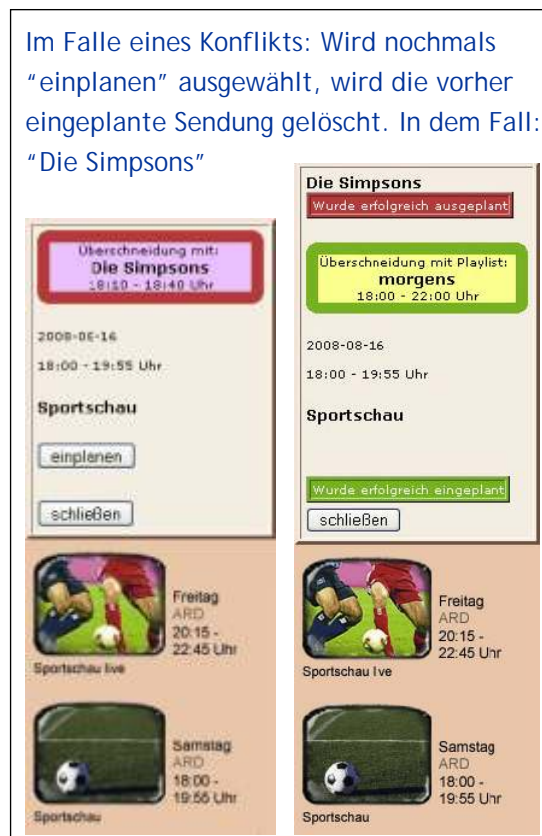 Im Falle eines Konflikts: Wird nochmals
"einplanen" ausgewählt, wird die vorher
eingeplante Sendung gelöscht. In dem Fall:
"Die Simpsons"
Überschneidung mit:
Die Simpsons
18:10 - 18:40 Uhr
2008-08-16
18:00 - 19:55 Uhr
Sportschau
einplanen
schließen
Freitag
ARD
20:15 -
22:45 Uhr
Sportschau live
Samstag
ARD
18:00 -
19:55 Uhr
Sportschau
Die Simpsons
Wurde erfolgreich ausgeplant
Überschneidung mit Playlist:
morgens
18:00 - 22:00 Uhr
2008-08-16
18:00 - 19:55 Uhr
Sportschau
Wurde erfolgreich eingeplant
schließen
Freitag
ARD
20:15 -
22:45 Uhr
Sportschau live
Samstag
ARD
18:00 -
19:55 Uhr
Sportschau